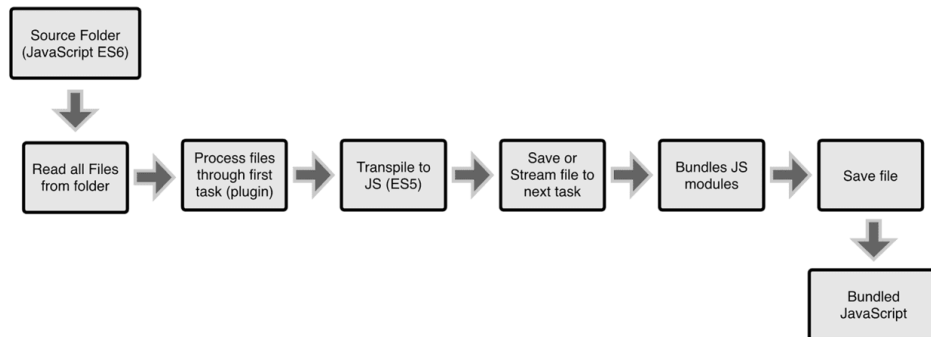 Source Folder
(JavaScript ES6)
Read all Files
from folder
Process files
through first
task (plugin)
Transpile to
JS (ES5)
Save or
Stream file to
next task
Bundles JS
modules
Save file
Bundled
JavaScript